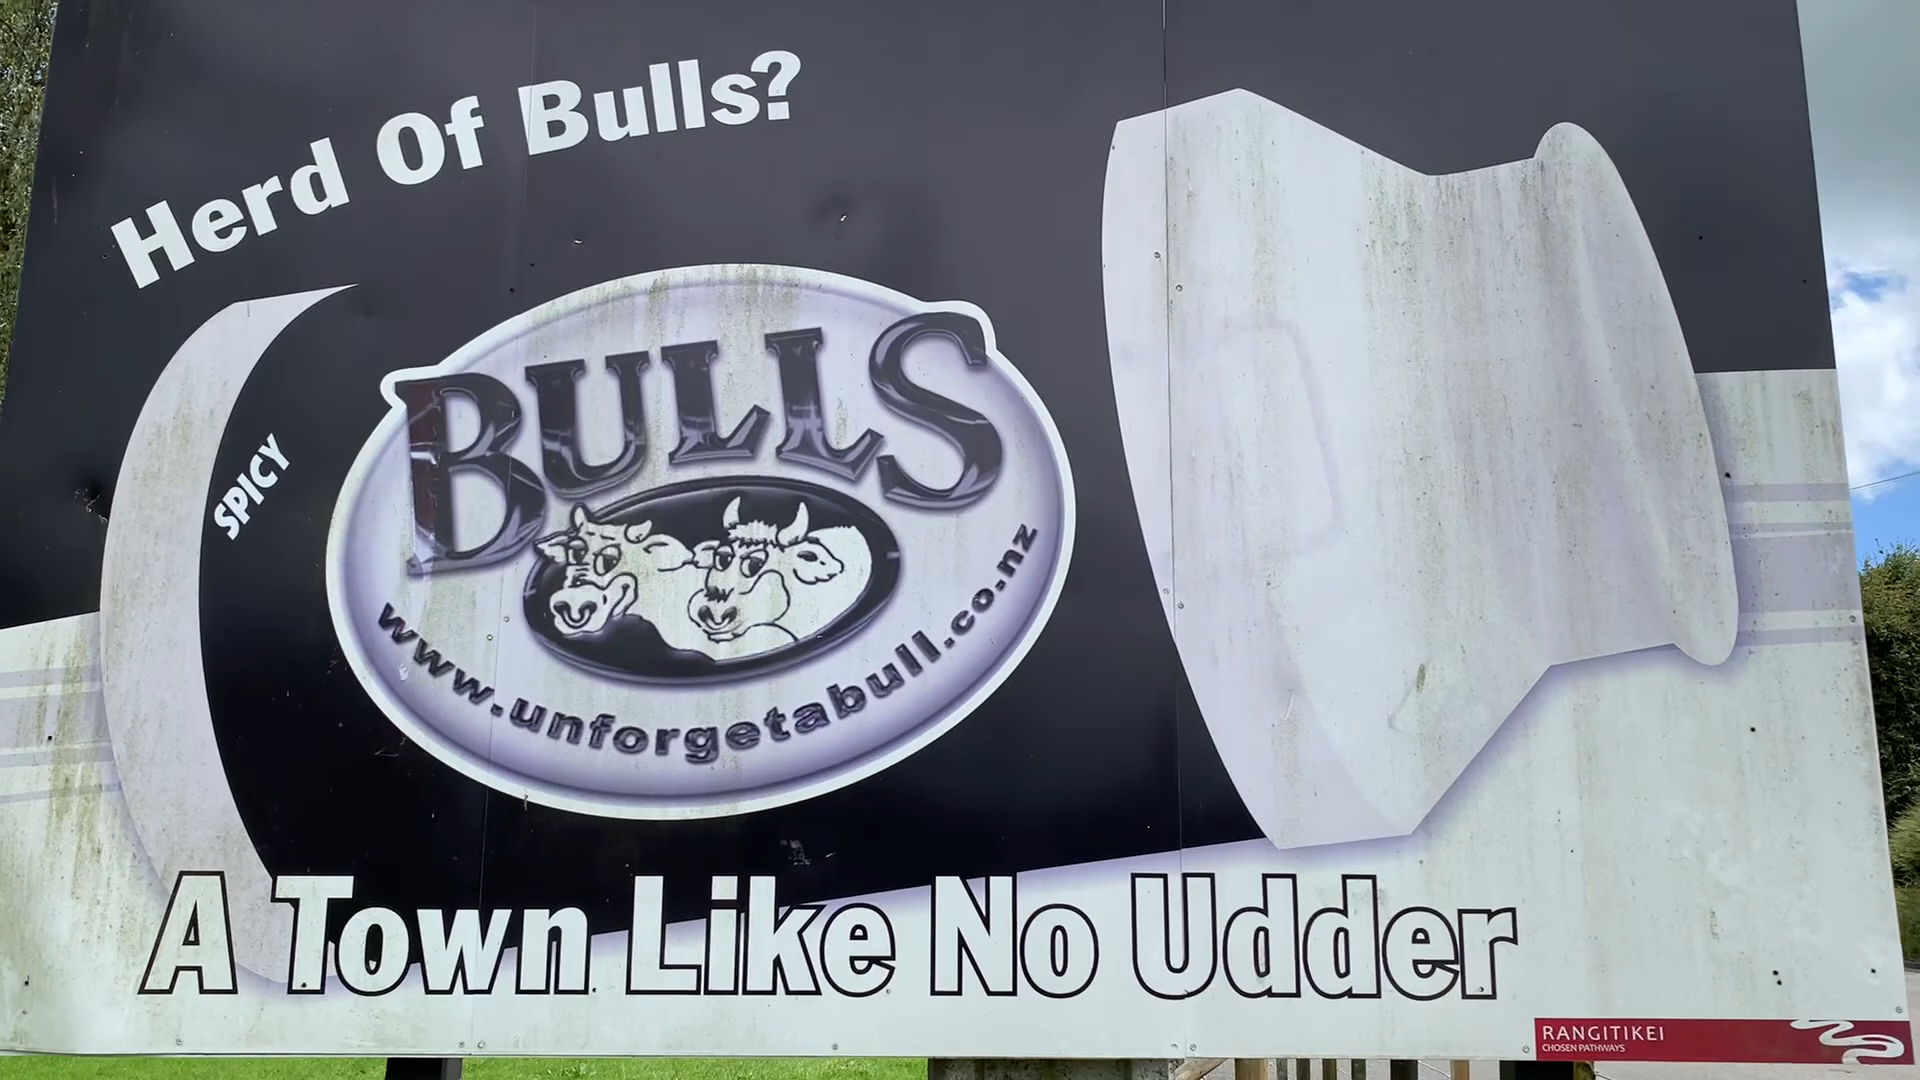 Herd Of Bulls?
SPICY
BULLS
www.unforgetabull.co.nz
A Town Like No Udder
RANGITIKEI
CHOSEN PATHWAYS